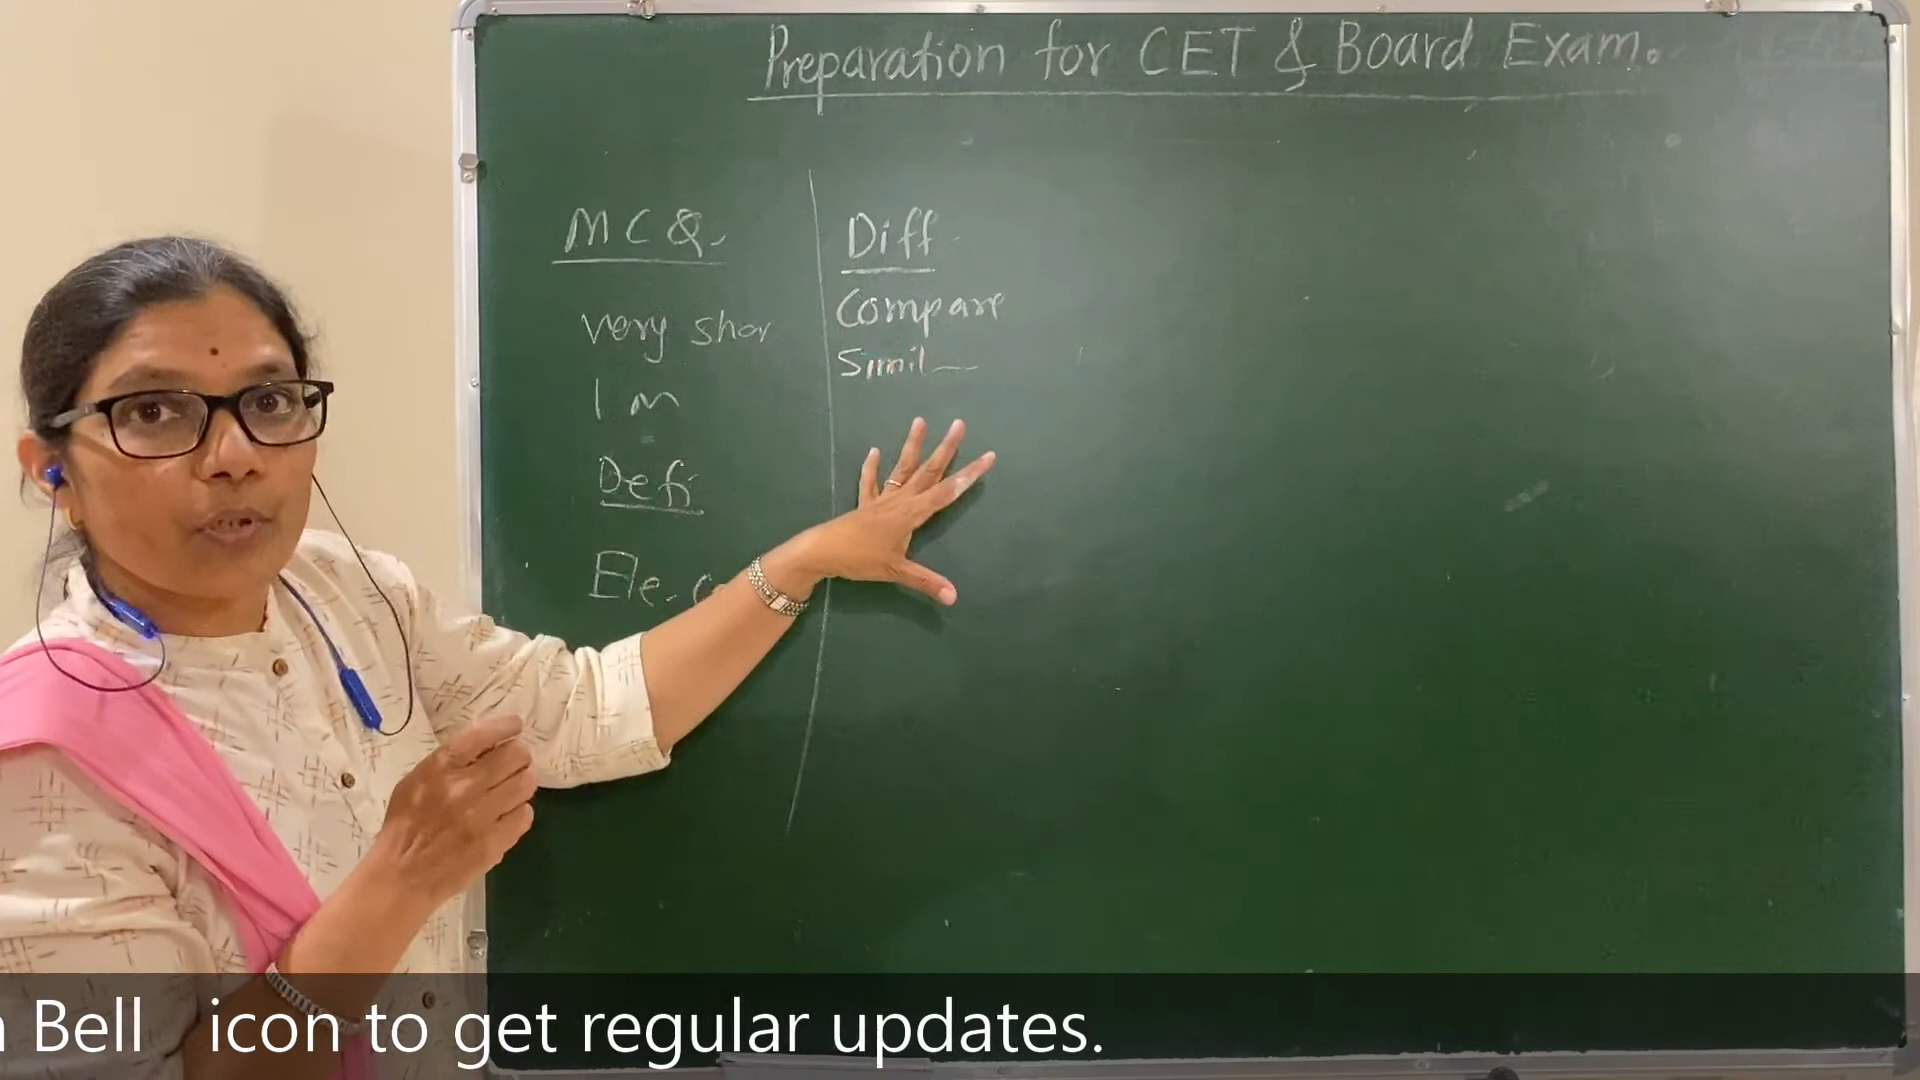 Preparation for CET & Board Exam.
MCQ.
very shor
1 m
Defi
Ele. c
Diff
Compare
Simil
Bell icon to get regular updates.